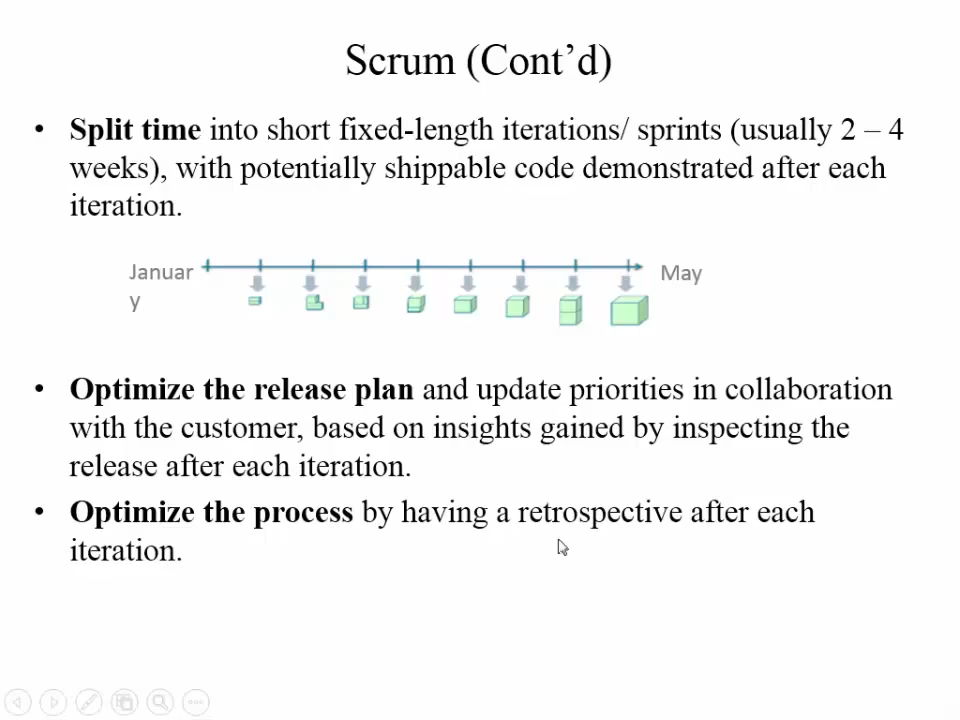 Scrum (Cont’d)
• Split time into short fixed-length iterations/ sprints (usually 2 – 4
weeks), with potentially shippable code demonstrated after each
iteration.
Januar
y
May
• Optimize the release plan and update priorities in collaboration
with the customer, based on insights gained by inspecting the
release after each iteration.
• Optimize the process by having a retrospective after each
iteration.